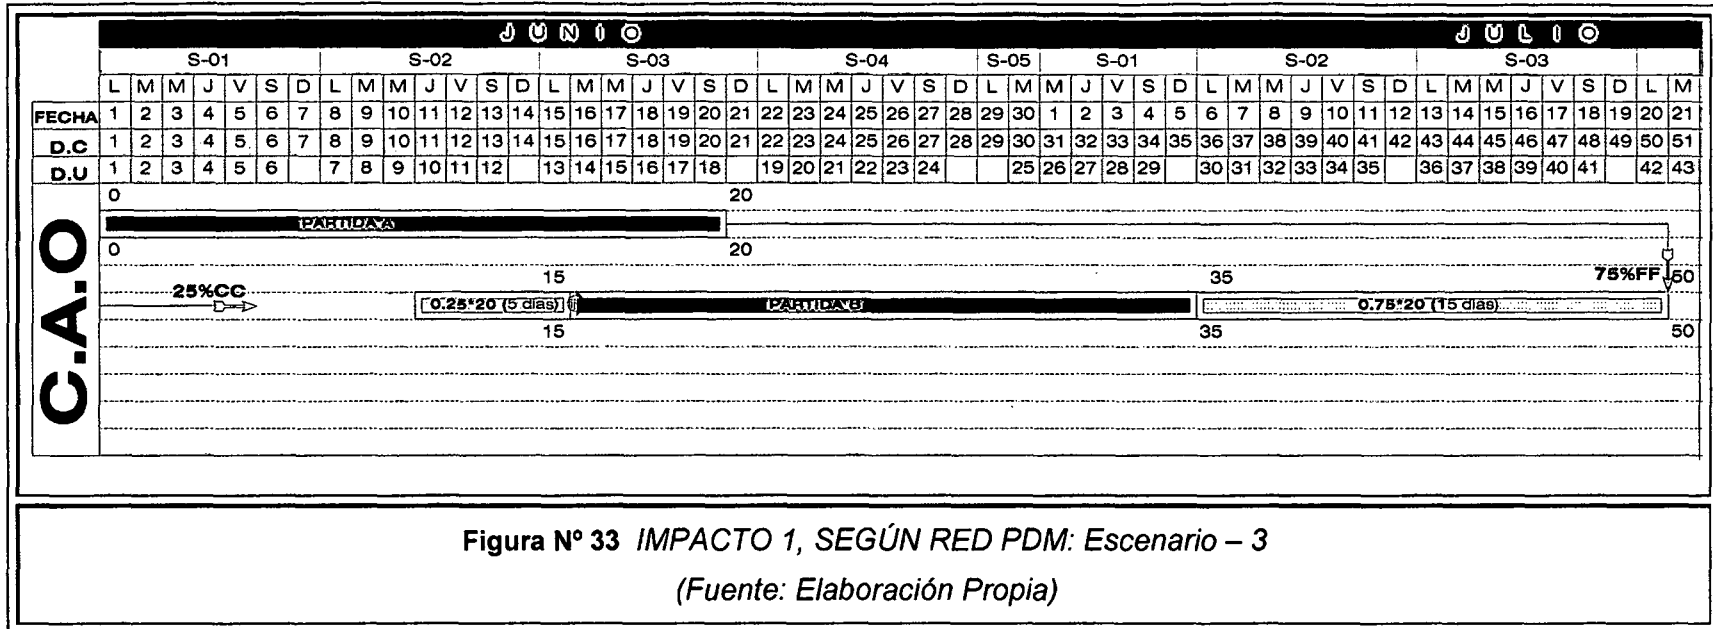 JUNIO JULIO
S-01 S-02 S-03 S-04 S-05 S-01 S-02 S-03
L M M J V S D L M M J V S D L M M J V S D L M M J V S D L M M J V S D L M M J V S D L M M J V S D L M
FECHA 1 2 3 4 5 6 7 8 9 10 11 12 13 14 15 16 17 18 19 20 21 22 23 24 25 26 27 28 29 30 1 2 3 4 5 6 7 8 9 10 11 12 13 14 15 16 17 18 19 20 21
D.C 1 2 3 4 5 6 7 8 9 10 11 12 13 14 15 16 17 18 19 20 21 22 23 24 25 26 27 28 29 30 31 32 33 34 35 36 37 38 39 40 41 42 43 44 45 46 47 48 49 50 51
D.U 1 2 3 4 5 6 7 8 9 10 11 12 13 14 15 16 17 18 19 20 21 22 23 24 25 26 27 28 29 30 31 32 33 34 35 36 37 38 39 40 41 42 43
C.A.O
0 20
PARTIDA A
0 20
15 35 75%FF 50
25%CC
0.25*20 (5 dias) PARTIDA B 0.75*20 (15 dias)
15 35 50
Figura Nº 33 IMPACTO 1, SEGÚN RED PDM: Escenario – 3
(Fuente: Elaboración Propia)